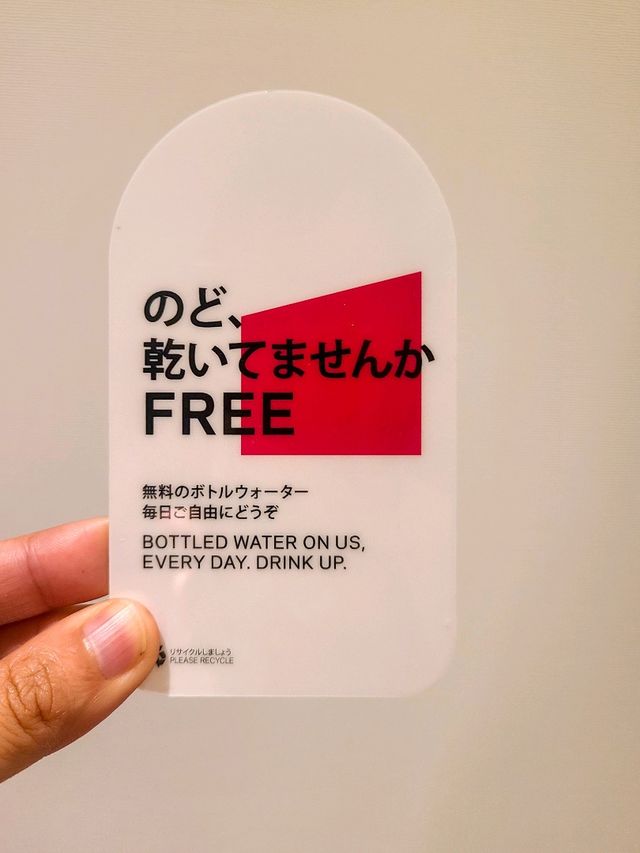 のど、
乾いてませんか
FREE
無料のボトルウォーター
毎日ご自由にどうぞ
BOTTLED WATER ON US,
EVERY DAY. DRINK UP.
リサイクルしましょう
PLEASE RECYCLE